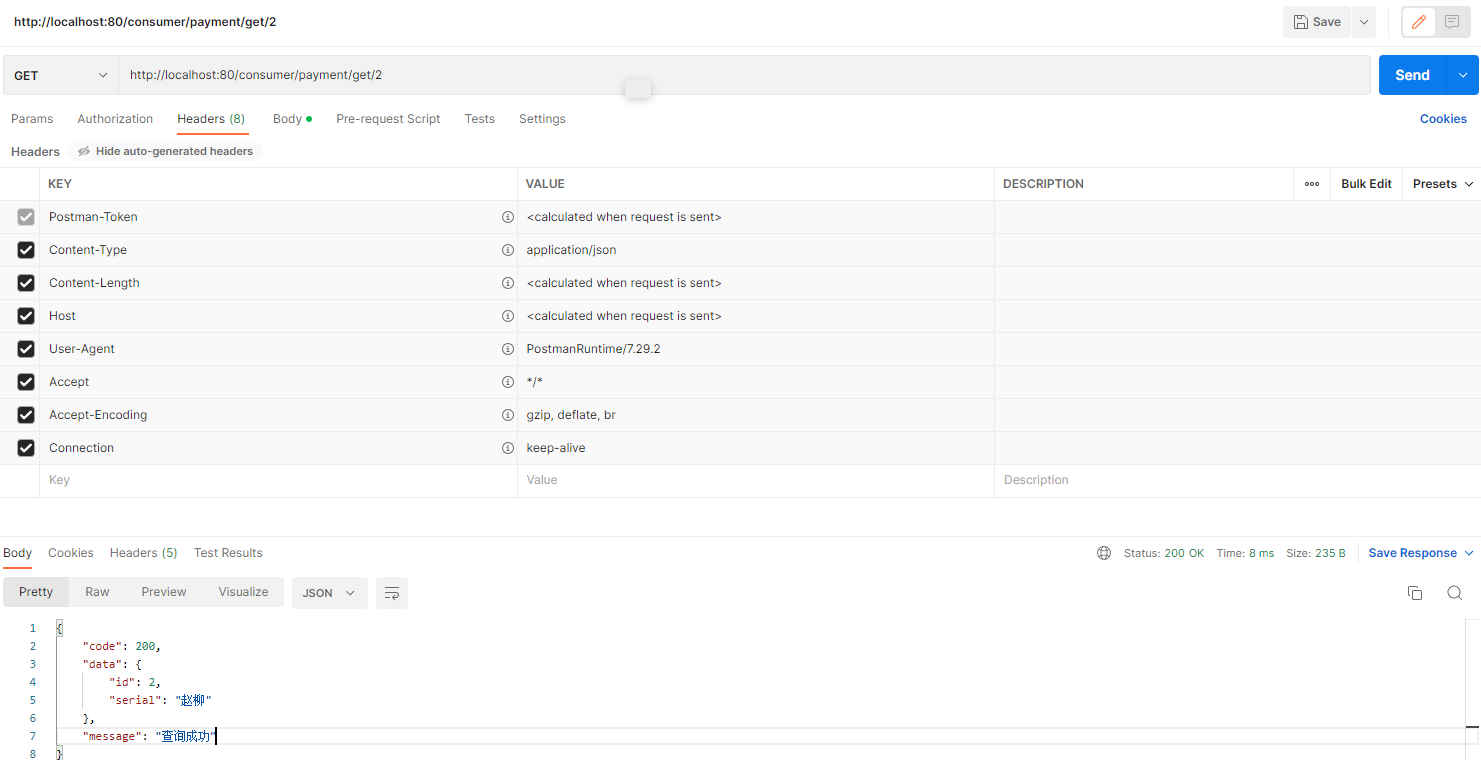 http://localhost:80/consumer/payment/get/2 Save
GET http://localhost:80/consumer/payment/get/2 Send
Params Authorization Headers (8) Body Pre-request Script Tests Settings Cookies
Headers Hide auto-generated headers
KEY VALUE DESCRIPTION ooo Bulk Edit Presets
Postman-Token <calculated when request is sent>
Content-Type application/json
Content-Length <calculated when request is sent>
Host <calculated when request is sent>
User-Agent PostmanRuntime/7.29.2
Accept */*
Accept-Encoding gzip, deflate, br
Connection keep-alive
Key Value Description
Body Cookies Headers (5) Test Results Status: 200 OK Time: 8 ms Size: 235 B Save Response
Pretty Raw Preview Visualize JSON
1 {
2 "code": 200,
3 "data": {
4 "id": 2,
5 "serial": "赵柳"
6 },
7 "message": "查询成功"
8 }